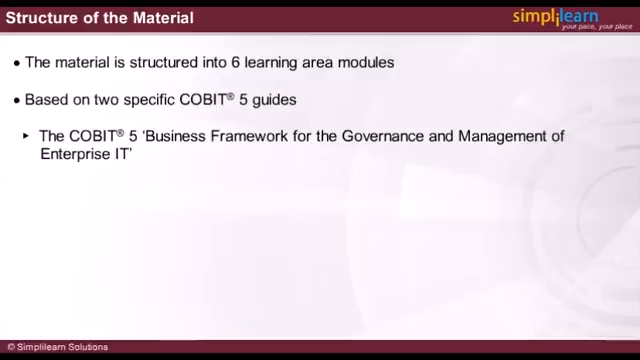 Structure of the Material
simplilearn
your pace, your place
• The material is structured into 6 learning area modules
• Based on two specific COBIT® 5 guides
▸ The COBIT® 5 ‘Business Framework for the Governance and Management of
Enterprise IT’
© Simplilearn Solutions